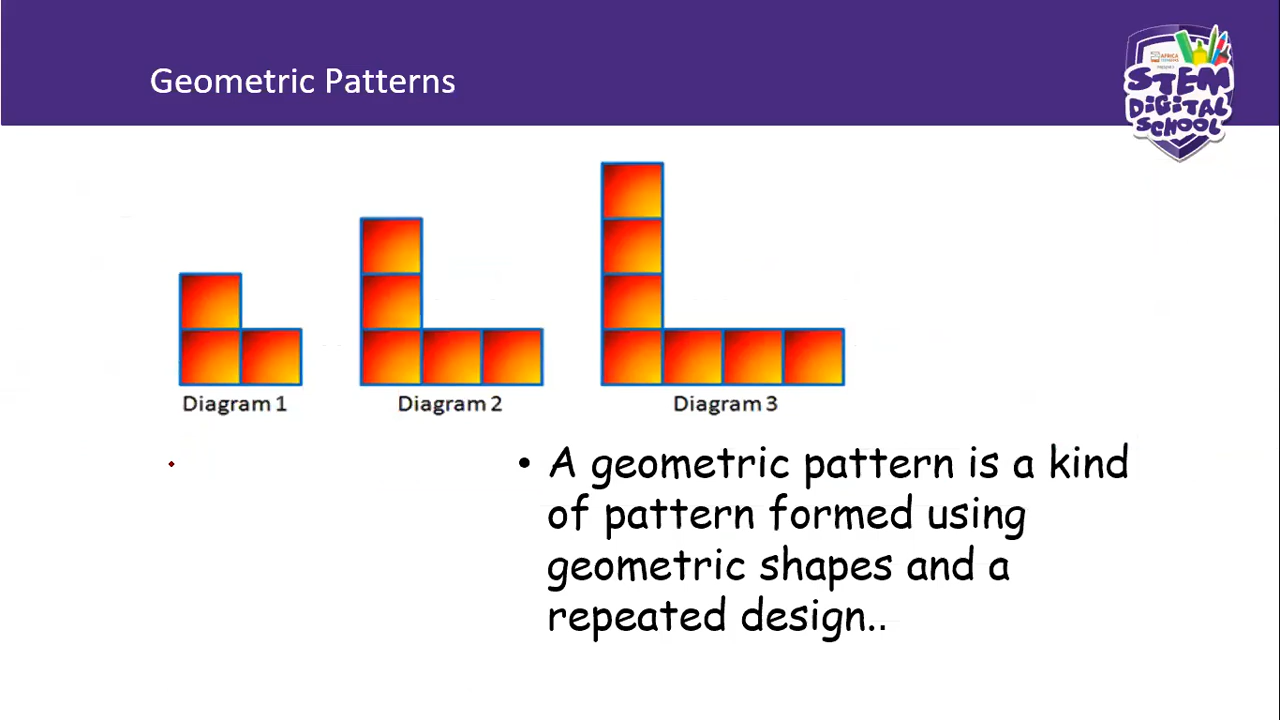 Geometric Patterns
STEM
DIGITAL
SCHOOL
Diagram 1
Diagram 2
Diagram 3
• A geometric pattern is a kind
of pattern formed using
geometric shapes and a
repeated design..